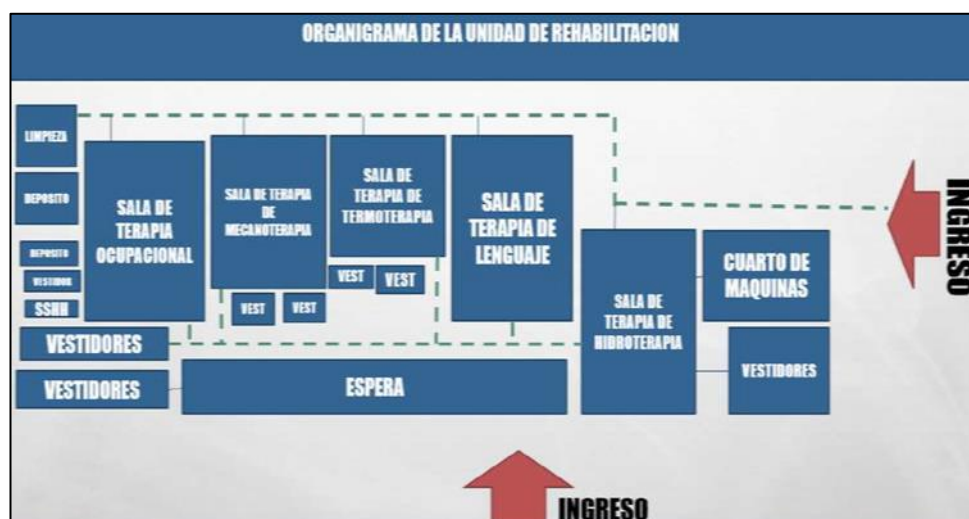 ORGANIGRAMA DE LA UNIDAD DE REHABILITACION
LIMPIEZA
DEPOSITO
DEPOSITO
VESTIDOR
SSHH
VESTIDORES
VESTIDORES
SALA DE
TERAPIA
OCUPACIONAL
SALA DE TERAPIA
DE
MECANOTERAPIA
VEST
VEST
SALA DE
TERAPIA DE
TERMOTERAPIA
VEST
VEST
SALA DE
TERAPIA DE
LENGUAJE
ESPERA
SALA DE
TERAPIA DE
HIDROTERAPIA
CUARTO DE
MAQUINAS
VESTIDORES
INGRESO
INGRESO